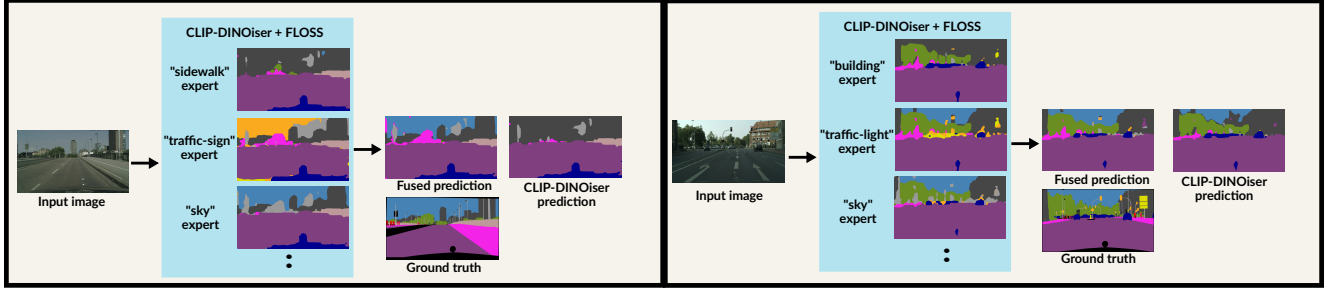 CLIP-DINOiser + FLOSS
"sidewalk"
expert
"traffic-sign"
expert
"sky"
expert
Input image
Fused prediction
CLIP-DINOiser
prediction
Ground truth
CLIP-DINOiser + FLOSS
"building"
expert
"traffic-light"
expert
"sky"
expert
Input image
Fused prediction
CLIP-DINOiser
prediction
Ground truth